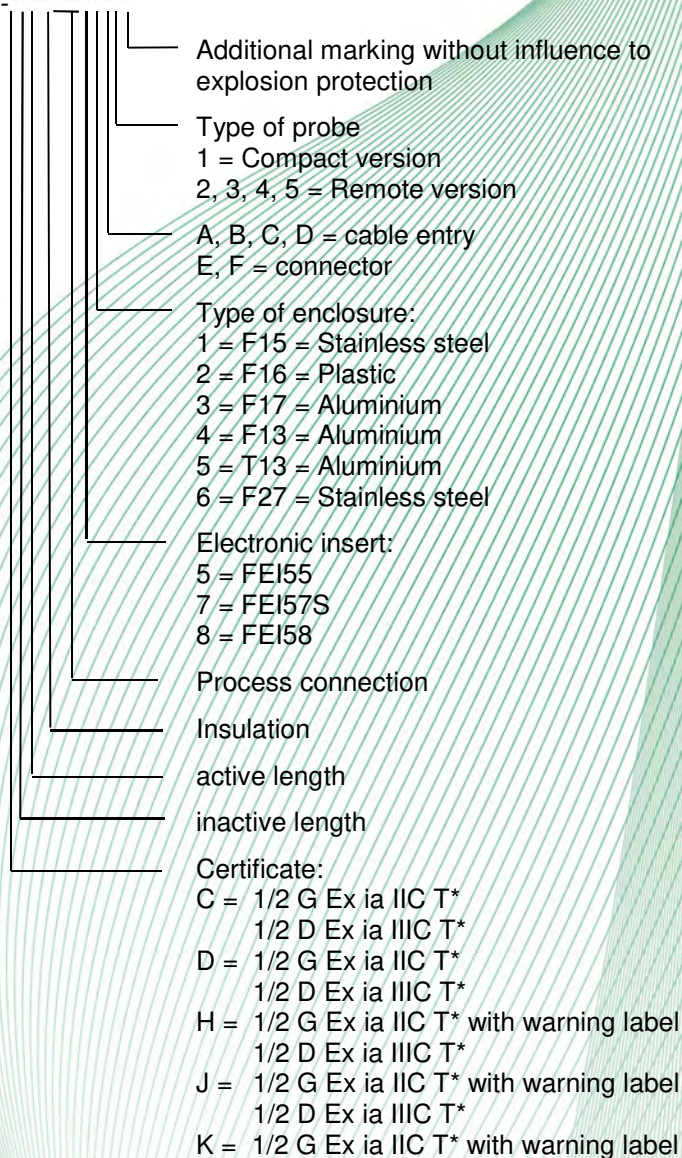 -
Additional marking without influence to
explosion protection
Type of probe
1 = Compact version
2, 3, 4, 5 = Remote version
A, B, C, D = cable entry
E, F = connector
Type of enclosure:
1 = F15 = Stainless steel
2 = F16 = Plastic
3 = F17 = Aluminium
4 = F13 = Aluminium
5 = T13 = Aluminium
6 = F27 = Stainless steel
Electronic insert:
5 = FEI55
7 = FEI57S
8 = FEI58
Process connection
Insulation
active length
inactive length
Certificate:
C = 1/2 G Ex ia IIC T*
1/2 D Ex ia IIIC T*
D = 1/2 G Ex ia IIC T*
1/2 D Ex ia IIIC T*
H = 1/2 G Ex ia IIC T* with warning label
1/2 D Ex ia IIIC T*
J = 1/2 G Ex ia IIC T* with warning label
1/2 D Ex ia IIIC T*
K = 1/2 G Ex ia IIC T* with warning label